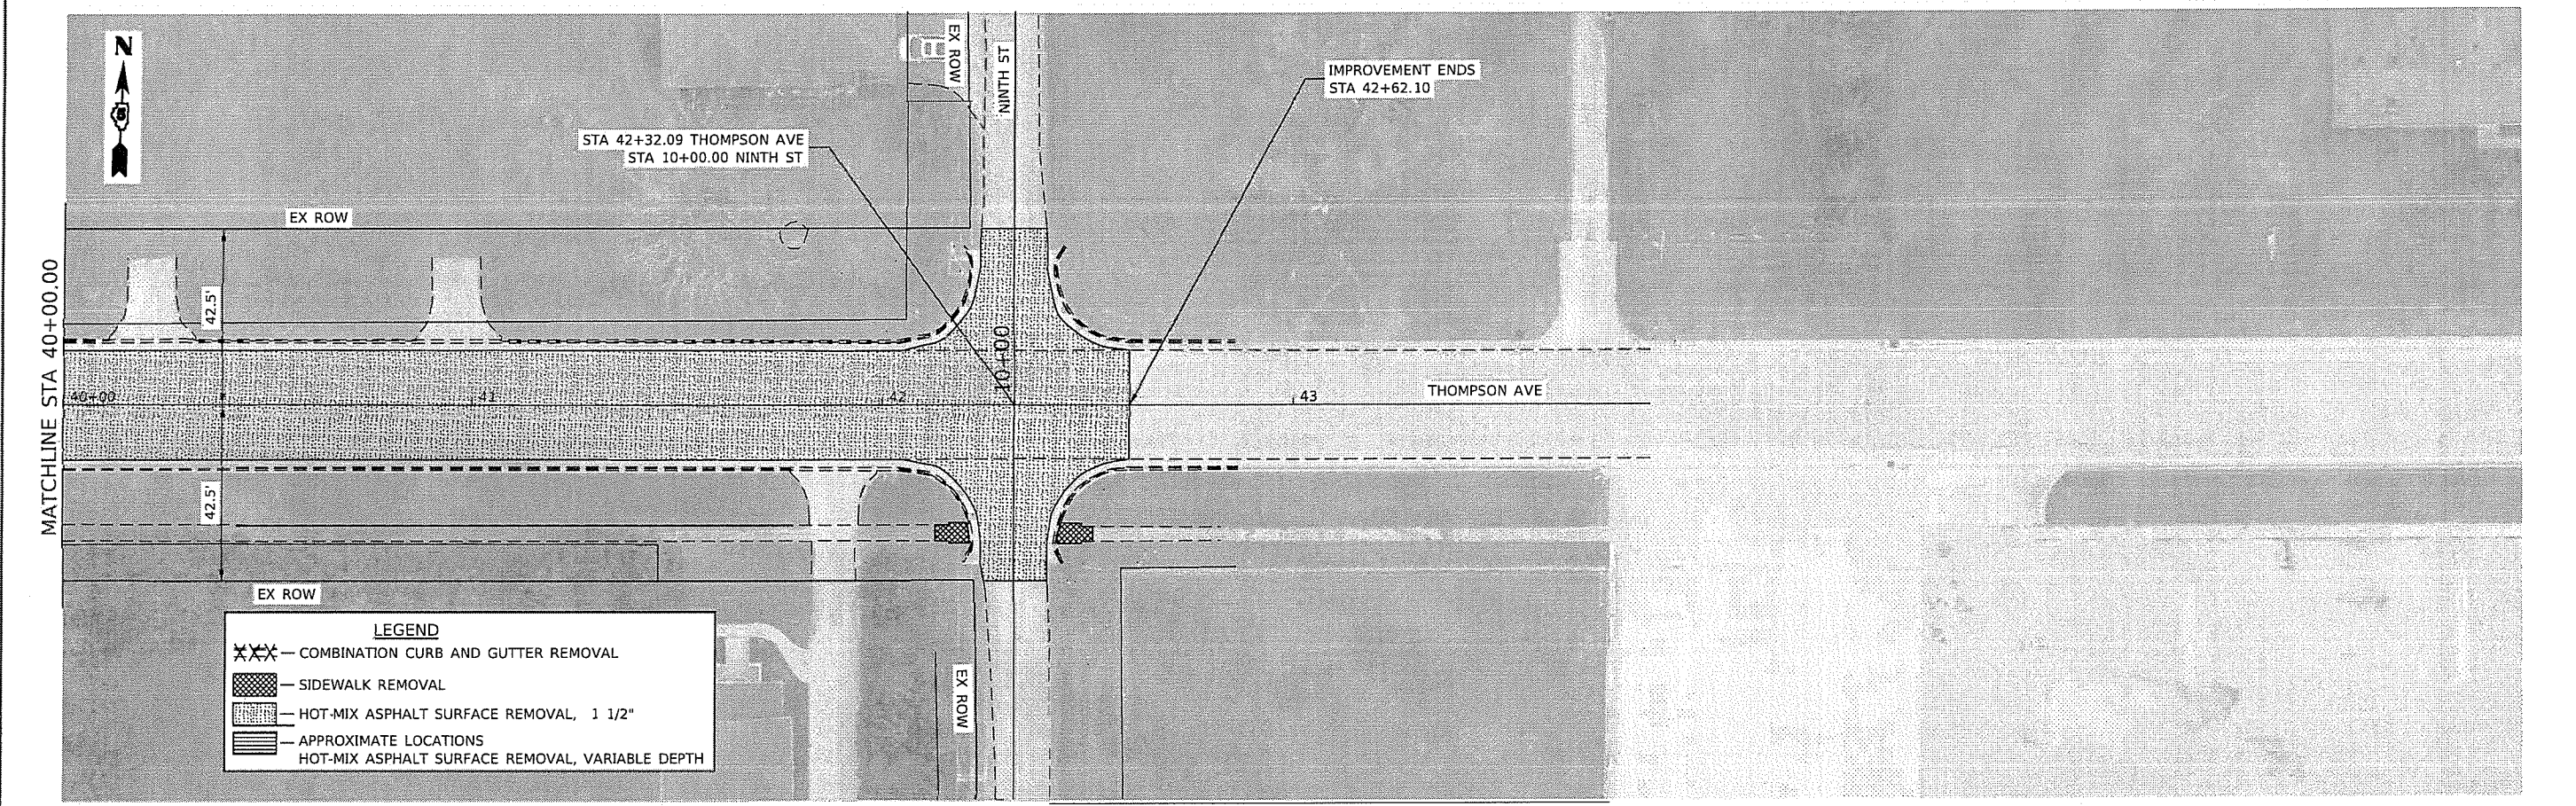 N
EX ROW
NINTH ST
IMPROVEMENT ENDS
STA 42+62.10
STA 42+32.09 THOMPSON AVE
STA 10+00.00 NINTH ST
EX ROW
MATCHLINE STA 40+00.00
42.5'
10+00
40+00
41
42
43
THOMPSON AVE
42.5'
EX ROW
EX ROW
LEGEND
COMBINATION CURB AND GUTTER REMOVAL
SIDEWALK REMOVAL
HOT-MIX ASPHALT SURFACE REMOVAL, 1 1/2"
APPROXIMATE LOCATIONS
HOT-MIX ASPHALT SURFACE REMOVAL, VARIABLE DEPTH